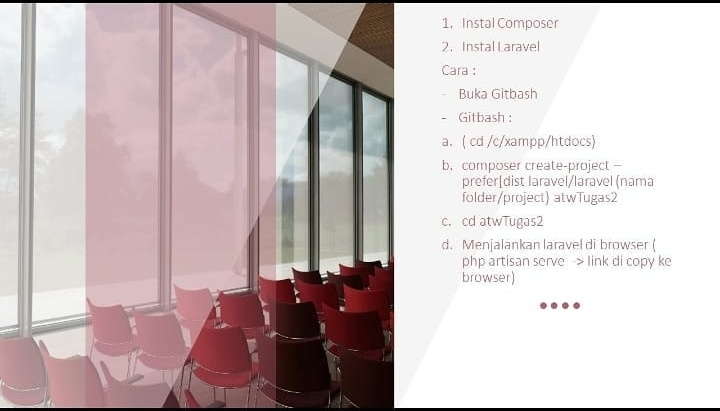 1. Instal Composer
2. Instal Laravel
Cara :
- Buka Gitbash
- Gitbash :
a. ( cd /c/xampp/htdocs)
b. composer create-project –
prefer[dist laravel/laravel (nama
folder/project) atwTugas2
c. cd atwTugas2
d. Menjalankan laravel di browser (
php artisan serve -> link di copy ke
browser)